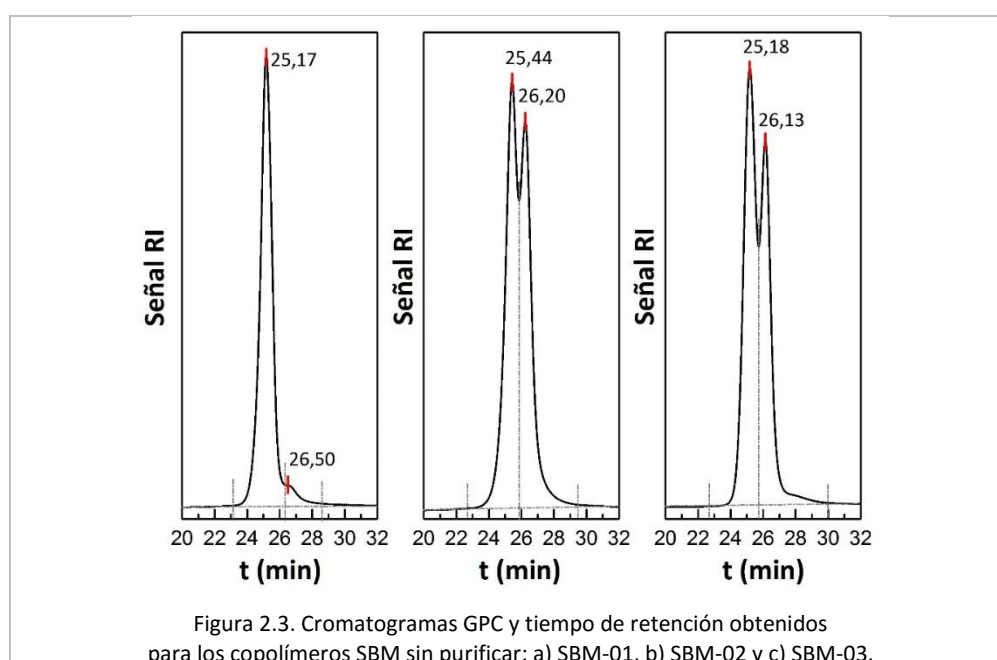 25,17
26,50
Señal RI
20 22 24 26 28 30 32
t (min)
25,44
26,20
Señal RI
20 22 24 26 28 30 32
t (min)
25,18
26,13
Señal RI
20 22 24 26 28 30 32
t (min)
Figura 2.3. Cromatogramas GPC y tiempo de retención obtenidos
para los copolímeros SBM sin purificar: a) SBM-01, b) SBM-02 y c) SBM-03.